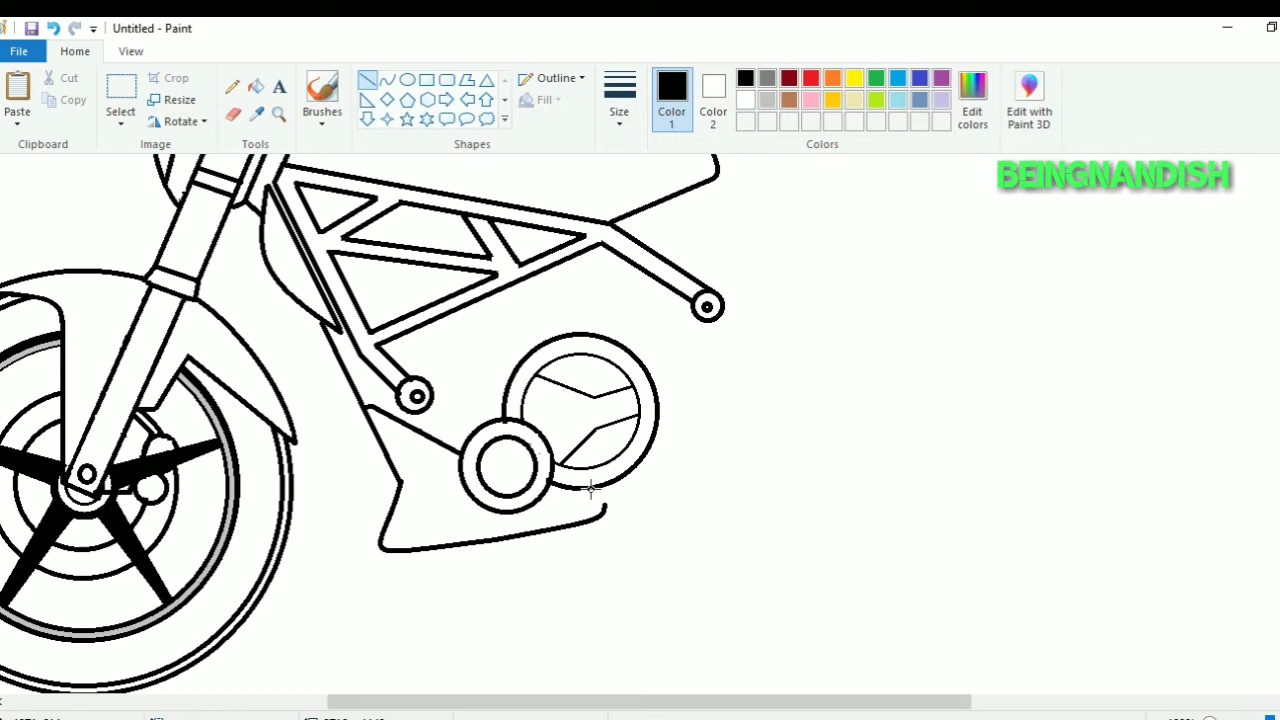 Untitled - Paint
File
Home
View
Paste
Cut
Copy
Clipboard
Select
Crop
Resize
Rotate
Image
A
Tools
Brushes
Outline
Fill
Shapes
Size
Color 1
Color 2
Edit colors
Colors
Edit with Paint 3D
BEINGNANDISH